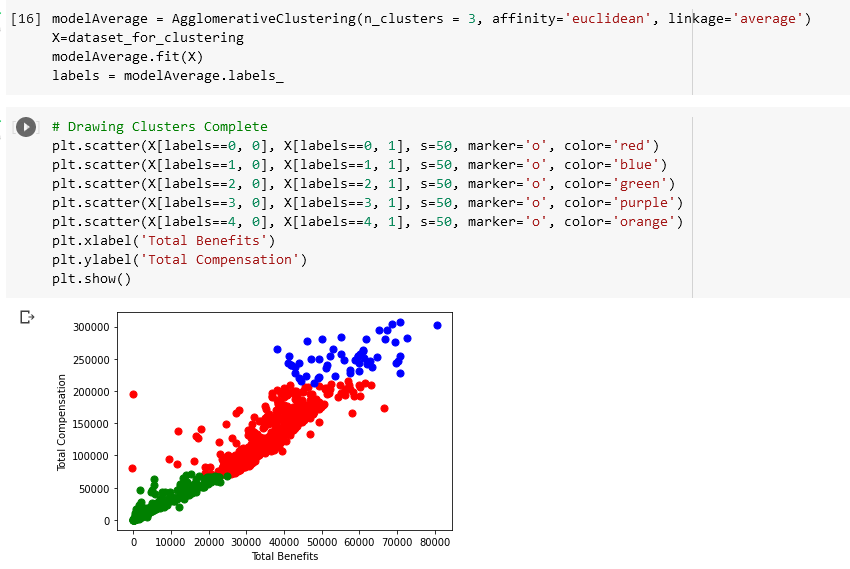 [16] modelAverage = AgglomerativeClustering(n_clusters = 3, affinity='euclidean', linkage='average')
X=dataset_for_clustering
modelAverage.fit(X)
labels = modelAverage.labels_
# Drawing Clusters Complete
plt.scatter(X[labels==0, 0], X[labels==0, 1], s=50, marker='o', color='red')
plt.scatter(X[labels==1, 0], X[labels==1, 1], s=50, marker='o', color='blue')
plt.scatter(X[labels==2, 0], X[labels==2, 1], s=50, marker='o', color='green')
plt.scatter(X[labels==3, 0], X[labels==3, 1], s=50, marker='o', color='purple')
plt.scatter(X[labels==4, 0], X[labels==4, 1], s=50, marker='o', color='orange')
plt.xlabel('Total Benefits')
plt.ylabel('Total Compensation')
plt.show()
300000
250000
200000
150000
100000
50000
0
Total Compensation
0 10000 20000 30000 40000 50000 60000 70000 80000
Total Benefits